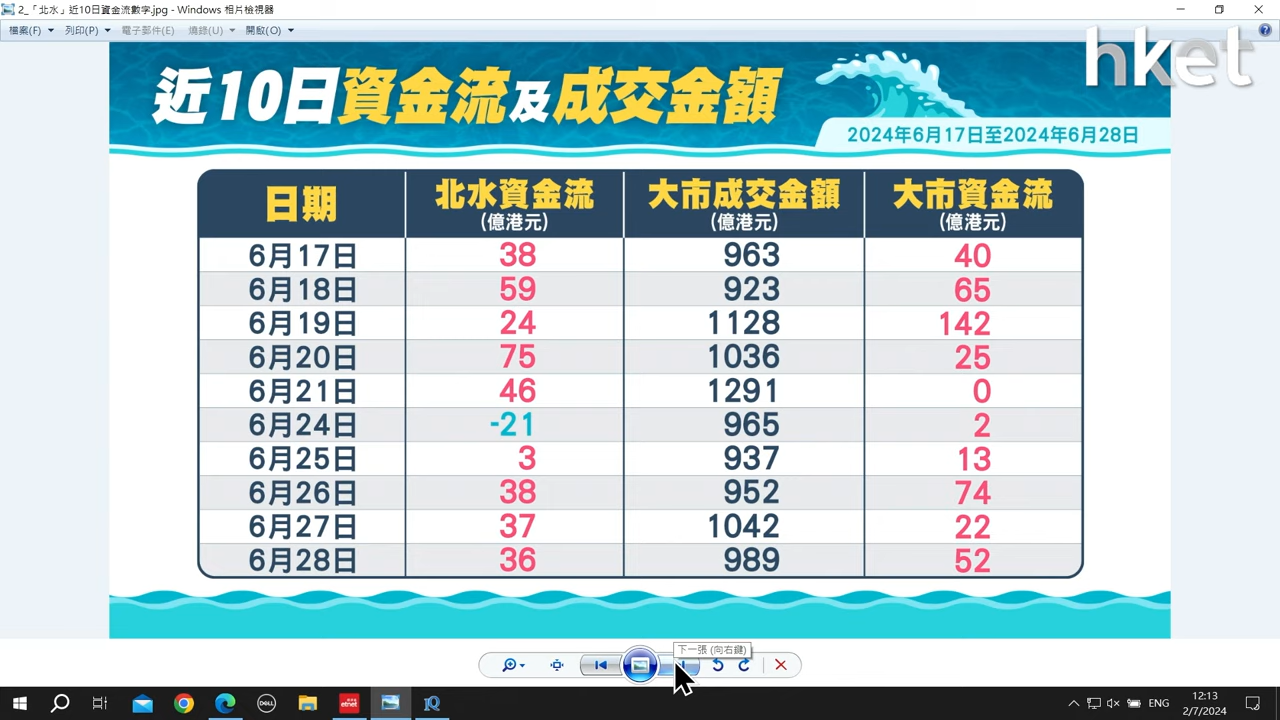 2_「北水」近10日資金流數字.jpg - Windows 相片檢視器
檔案(F) 列印(P) 電子郵件(E) 燒錄(U) 開啟(O)
hket
近10日資金流及成交金額
2024年6月17日至2024年6月28日
日期 北水資金流 大市成交金額 大市資金流
(億港元) (億港元) (億港元)
6月17日 38 963 40
6月18日 59 923 65
6月19日 24 1128 142
6月20日 75 1036 25
6月21日 46 1291 0
6月24日 -21 965 2
6月25日 3 937 13
6月26日 38 952 74
6月27日 37 1042 22
6月28日 36 989 52
下一張 (向右鍵)
DELL etnet IQ ENG 12:13
2/7/2024